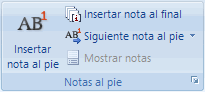 AB¹
Insertar
nota al pie
Insertar nota al final
AB¹ Siguiente nota al pie
Mostrar notas
Notas al pie